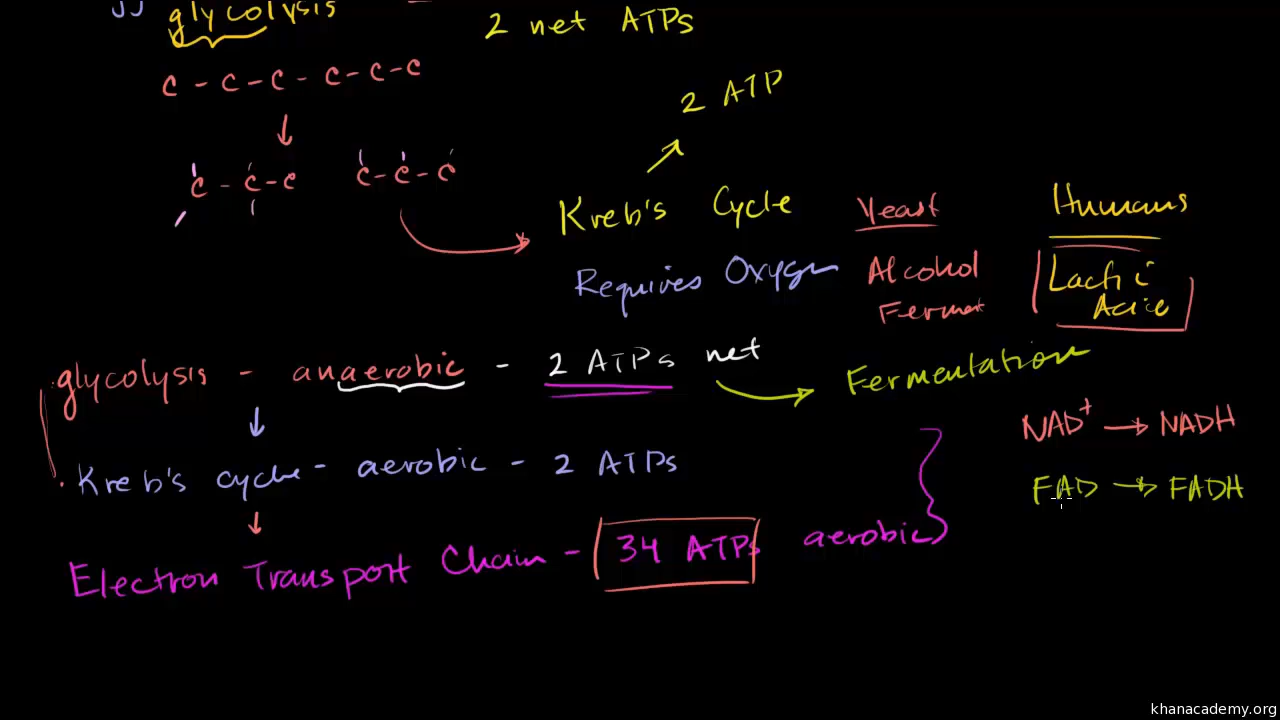 glycolysis
2 net ATPs
C - C - C - C - C - C
2 ATP
C - C - C C - C - C
Kreb's Cycle
Yeast
Humans
Requires Oxygen
Alcohol
Ferment
Lactic
Acid
glycolysis - anaerobic - 2 ATPs net
Fermentation
NAD+ → NADH
Kreb's cycle - aerobic - 2 ATPs
FAD → FADH
Electron Transport Chain - 34 ATPs aerobic
khanacademy.org